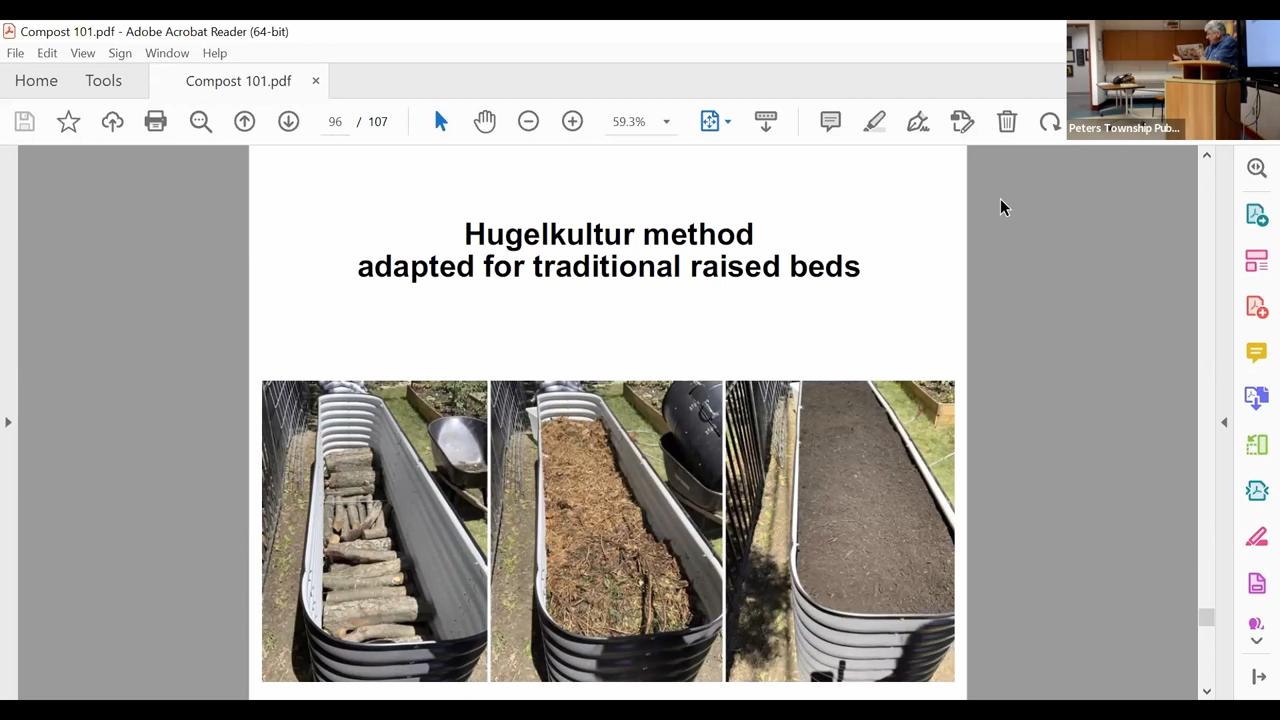 Compost 101.pdf - Adobe Acrobat Reader (64-bit)
File Edit View Sign Window Help
Home Tools Compost 101.pdf ×
96 / 107 59.3%
Peters Township Pub...
Hugelkultur method
adapted for traditional raised beds